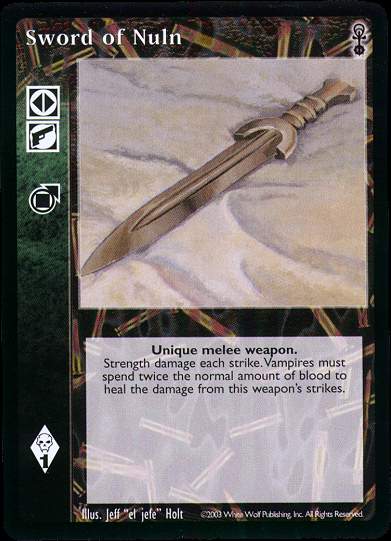 Sword of Nuln
Unique melee weapon.
Strength damage each strike. Vampires must
spend twice the normal amount of blood to
heal the damage from this weapon's strikes.
1
Illus. Jeff "el jefe" Holt ©2003 White Wolf Publishing, Inc. All Rights Reserved.